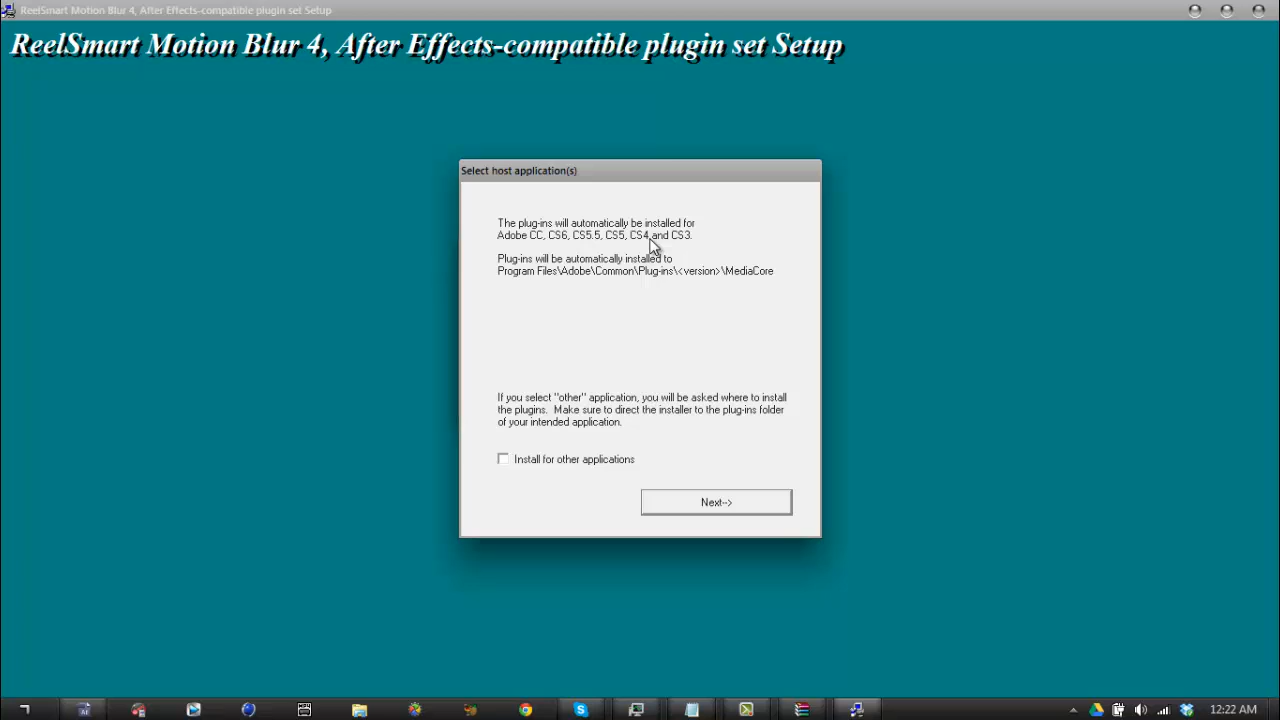 ReelSmart Motion Blur 4, After Effects-compatible plugin set Setup
ReelSmart Motion Blur 4, After Effects-compatible plugin set Setup
Select host application(s)
The plug-ins will automatically be installed for
Adobe CC, CS6, CS5.5, CS5, CS4 and CS3.
Plug-ins will be automatically installed to
Program Files\Adobe\Common\Plug-ins\<version>\MediaCore
If you select "other" application, you will be asked where to install
the plugins. Make sure to direct the installer to the plug-ins folder
of your intended application.
Install for other applications
Next-->
12:22 AM